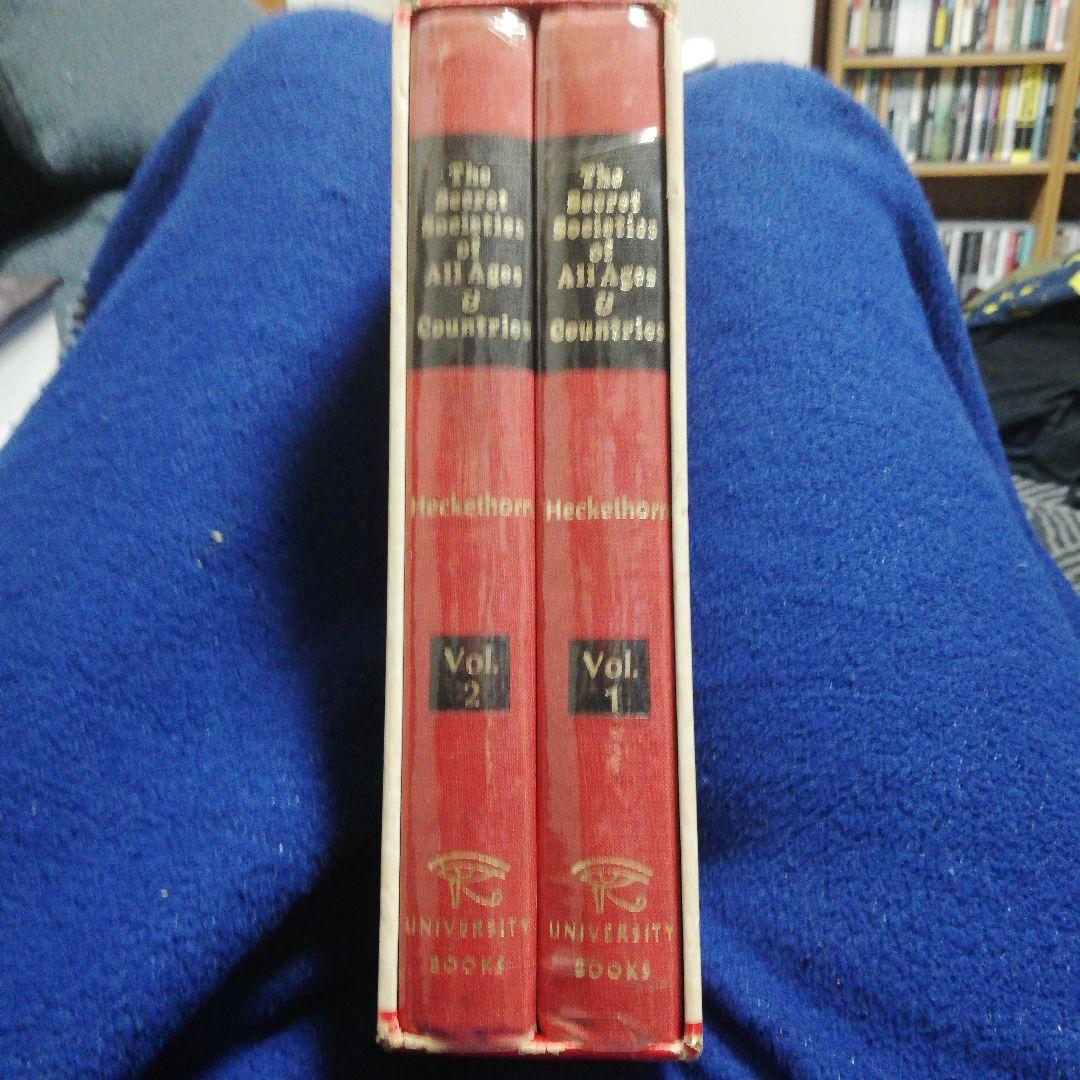 The
Secret
Societies
of
All Ages
&
Countries
Heckethorn
Vol.
2
UNIVERSITY
BOOKS
The
Secret
Societies
of
All Ages
&
Countries
Heckethorn
Vol.
1
UNIVERSITY
BOOKS